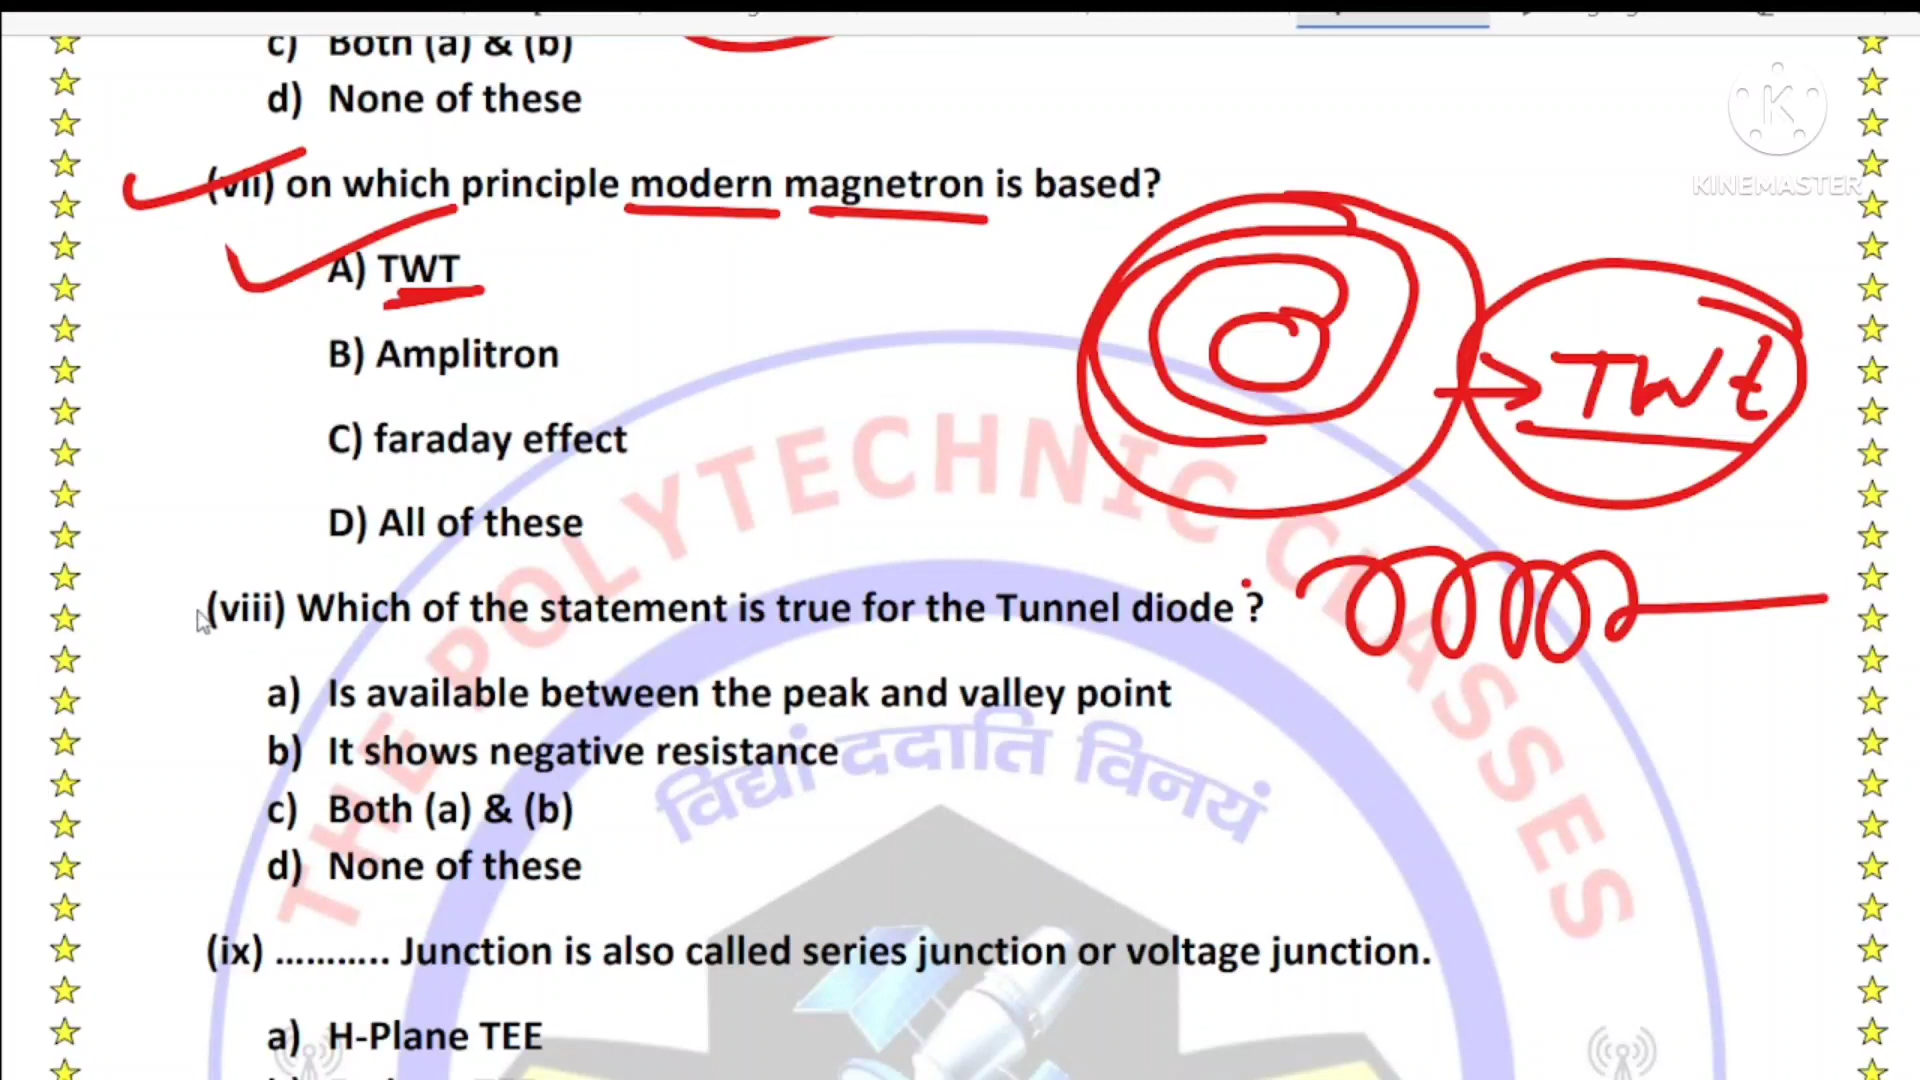 c) Both (a) & (b)
d) None of these
KINEMASTER
(vii) on which principle modern magnetron is based?
A) TWT
B) Amplitron
TWt
C) faraday effect
D) All of these
THE POLYTECHNIC CLASSES
(viii) Which of the statement is true for the Tunnel diode ?
a) Is available between the peak and valley point
b) It shows negative resistance
विद्यां ददाति विनयं
c) Both (a) & (b)
d) None of these
(ix) ……….. Junction is also called series junction or voltage junction.
a) H-Plane TEE